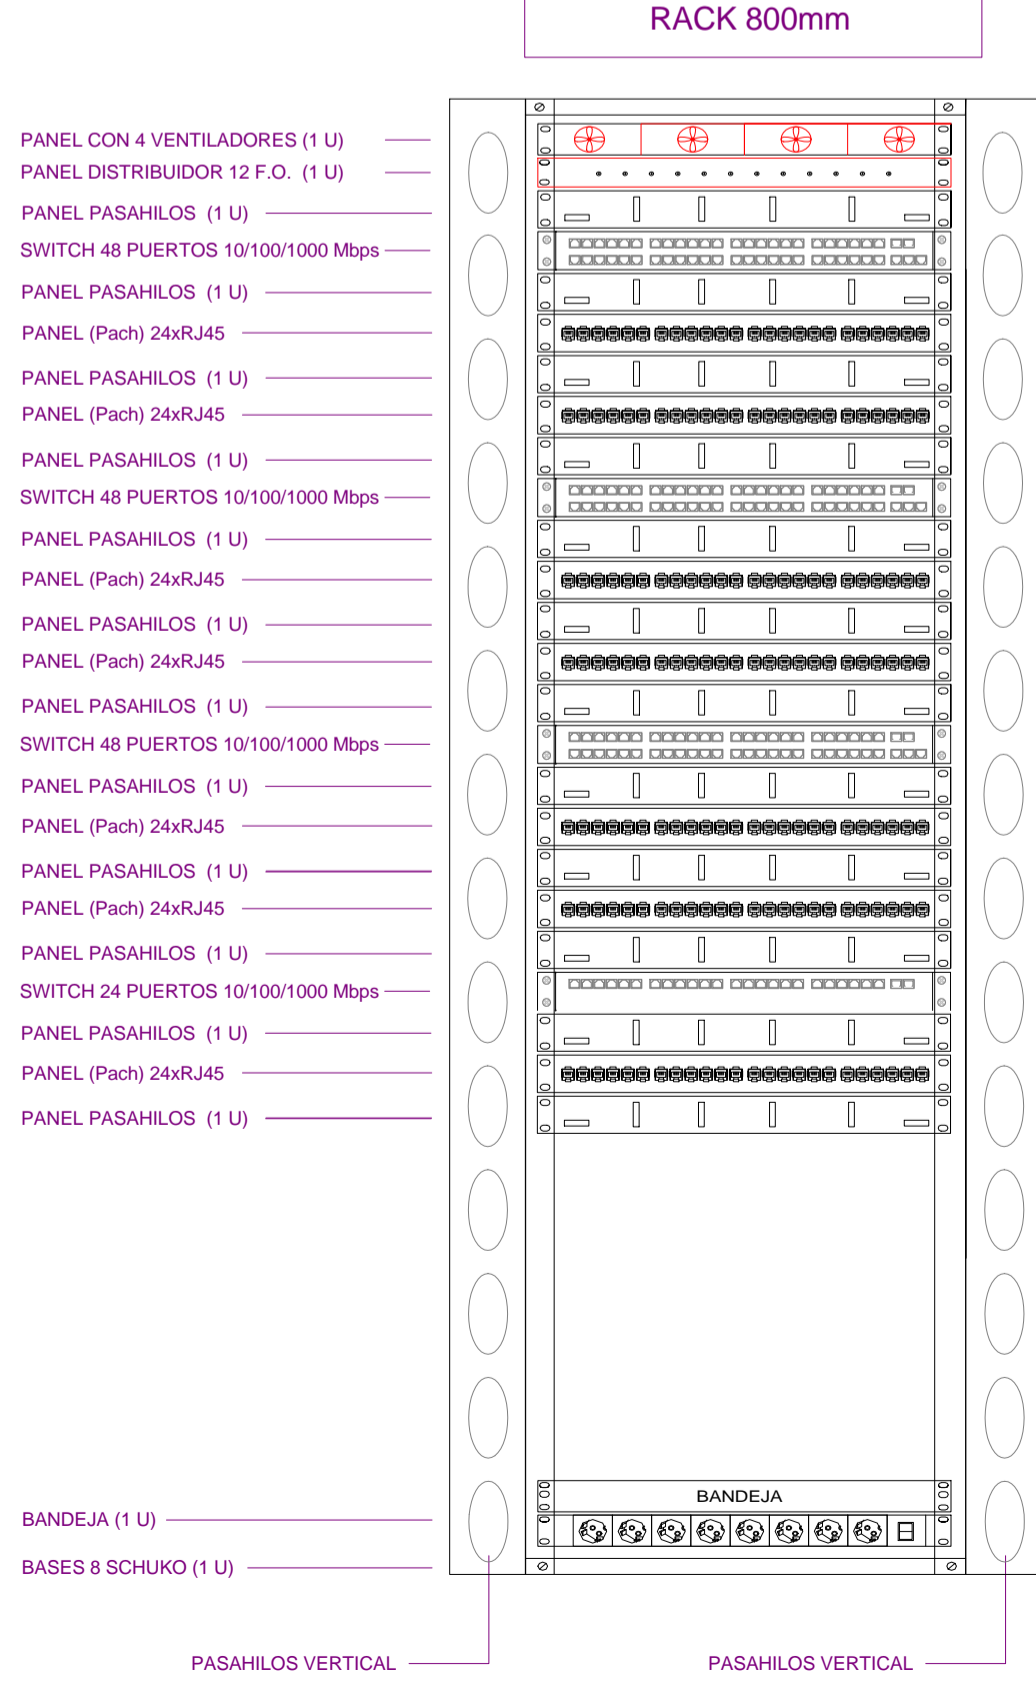 RACK 800mm
PANEL CON 4 VENTILADORES (1 U)
PANEL DISTRIBUIDOR 12 F.O. (1 U)
PANEL PASAHILOS (1 U)
SWITCH 48 PUERTOS 10/100/1000 Mbps
PANEL PASAHILOS (1 U)
PANEL (Pach) 24xRJ45
PANEL PASAHILOS (1 U)
PANEL (Pach) 24xRJ45
PANEL PASAHILOS (1 U)
SWITCH 48 PUERTOS 10/100/1000 Mbps
PANEL PASAHILOS (1 U)
PANEL (Pach) 24xRJ45
PANEL PASAHILOS (1 U)
PANEL (Pach) 24xRJ45
PANEL PASAHILOS (1 U)
SWITCH 48 PUERTOS 10/100/1000 Mbps
PANEL PASAHILOS (1 U)
PANEL (Pach) 24xRJ45
PANEL PASAHILOS (1 U)
PANEL (Pach) 24xRJ45
PANEL PASAHILOS (1 U)
SWITCH 24 PUERTOS 10/100/1000 Mbps
PANEL PASAHILOS (1 U)
PANEL (Pach) 24xRJ45
PANEL PASAHILOS (1 U)
BANDEJA
BANDEJA (1 U)
BASES 8 SCHUKO (1 U)
PASAHILOS VERTICAL
PASAHILOS VERTICAL